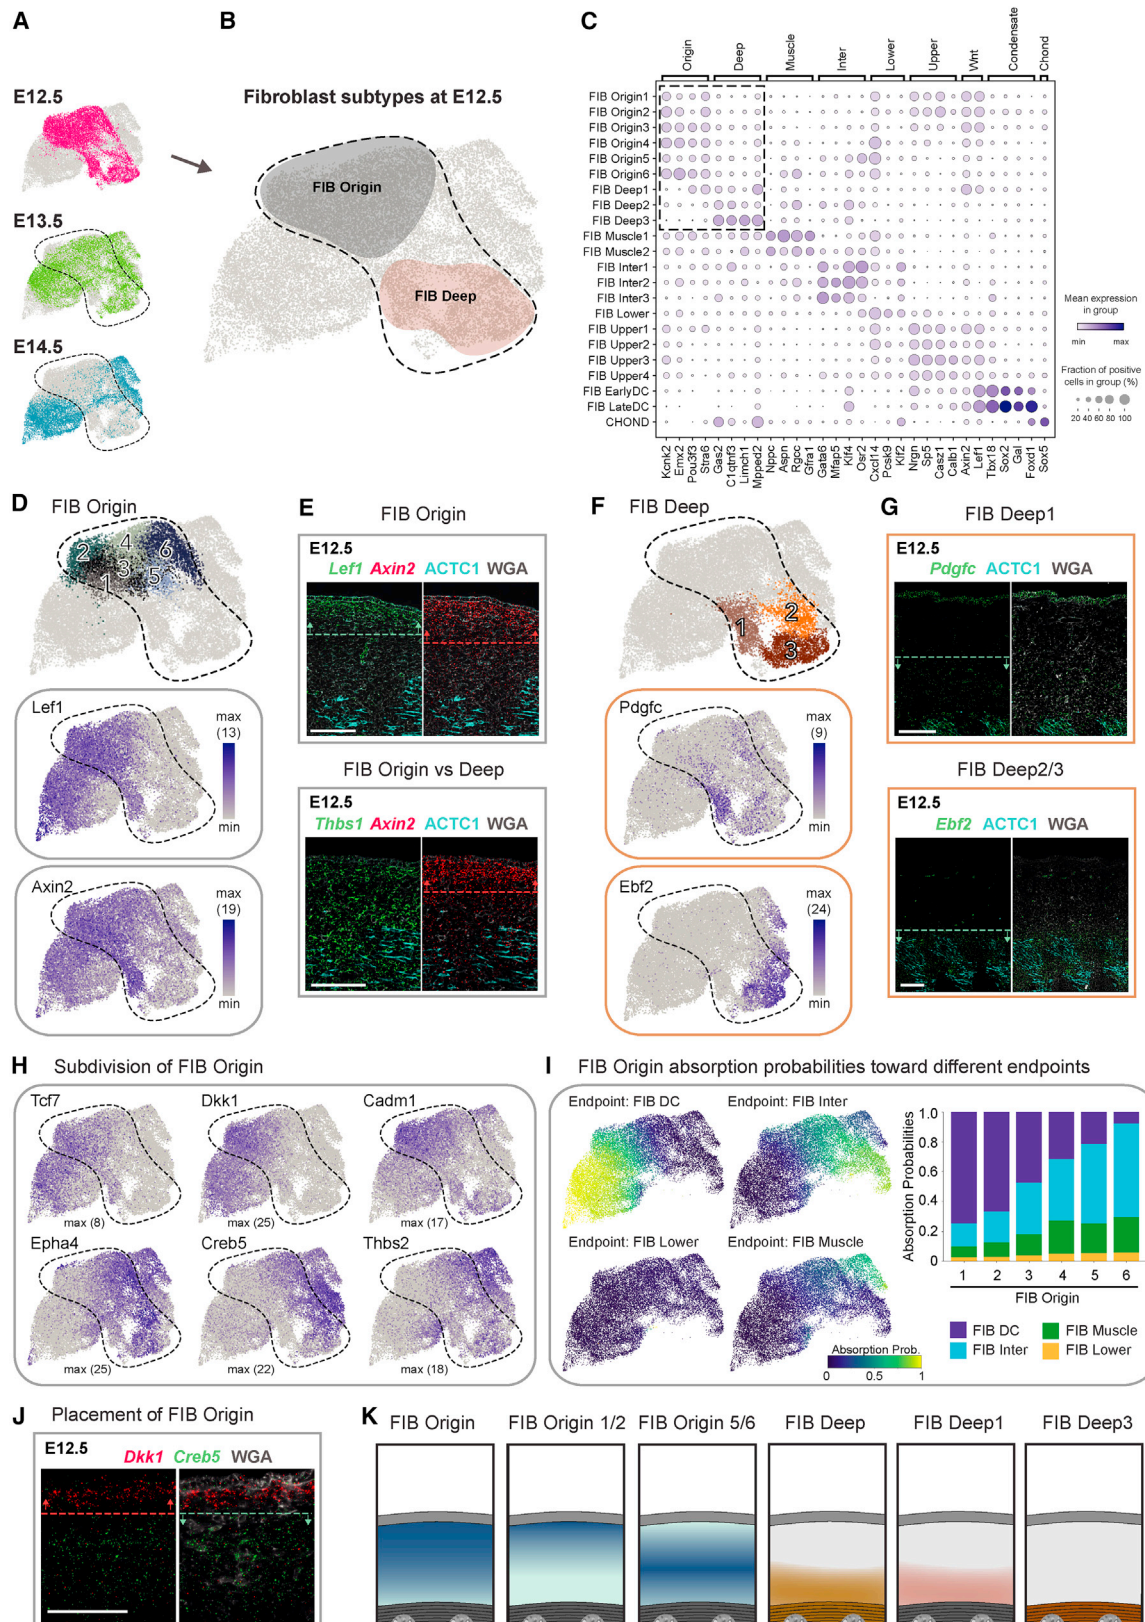 A
E12.5
E13.5
E14.5
B
Fibroblast subtypes at E12.5
FIB Origin
FIB Deep
C
Origin
Deep
Muscle
Inter
Lower
Upper
Wnt
Condensate
Chond
FIB Origin1
FIB Origin2
FIB Origin3
FIB Origin4
FIB Origin5
FIB Origin6
FIB Deep1
FIB Deep2
FIB Deep3
FIB Muscle1
FIB Muscle2
FIB Inter1
FIB Inter2
FIB Inter3
FIB Lower
FIB Upper1
FIB Upper2
FIB Upper3
FIB Upper4
FIB EarlyDC
FIB LateDC
CHOND
Kcnk2
Emx2
Pou3f3
Stra6
Gas2
C1qtnf3
Limch1
Mpped2
Nppc
Aspn
Rgcc
Gfra1
Gata6
Mfap5
Klf4
Osr2
Cxcl14
Pcsk9
Klf2
Nrgn
Sp5
Casz1
Calb1
Axin2
Lef1
Tbx18
Sox2
Gal
Foxd1
Sox5
Mean expression
in group
min max
Fraction of positive
cells in group (%)
20 40 60 80 100
D FIB Origin
1
2
3
4
5
6
Lef1
max
(13)
min
Axin2
max
(19)
min
E FIB Origin
E12.5
Lef1 Axin2 ACTC1 WGA
FIB Origin vs Deep
E12.5
Thbs1 Axin2 ACTC1 WGA
F FIB Deep
1
2
3
Pdgfc
max
(9)
min
Ebf2
max
(24)
min
G FIB Deep1
E12.5
Pdgfc ACTC1 WGA
FIB Deep2/3
E12.5
Ebf2 ACTC1 WGA
H Subdivision of FIB Origin
Tcf7
max (8)
Dkk1
max (25)
Cadm1
max (17)
Epha4
max (25)
Creb5
max (22)
Thbs2
max (18)
I FIB Origin absorption probabilities toward different endpoints
Endpoint: FIB DC
Endpoint: FIB Inter
Endpoint: FIB Lower
Endpoint: FIB Muscle
Absorption Prob.
0 0.5 1
Absorption Probabilities
1.0
0.8
0.6
0.4
0.2
0
1 2 3 4 5 6
FIB Origin
FIB DC
FIB Muscle
FIB Inter
FIB Lower
J Placement of FIB Origin
E12.5
Dkk1 Creb5 WGA
K
FIB Origin
FIB Origin 1/2
FIB Origin 5/6
FIB Deep
FIB Deep1
FIB Deep3